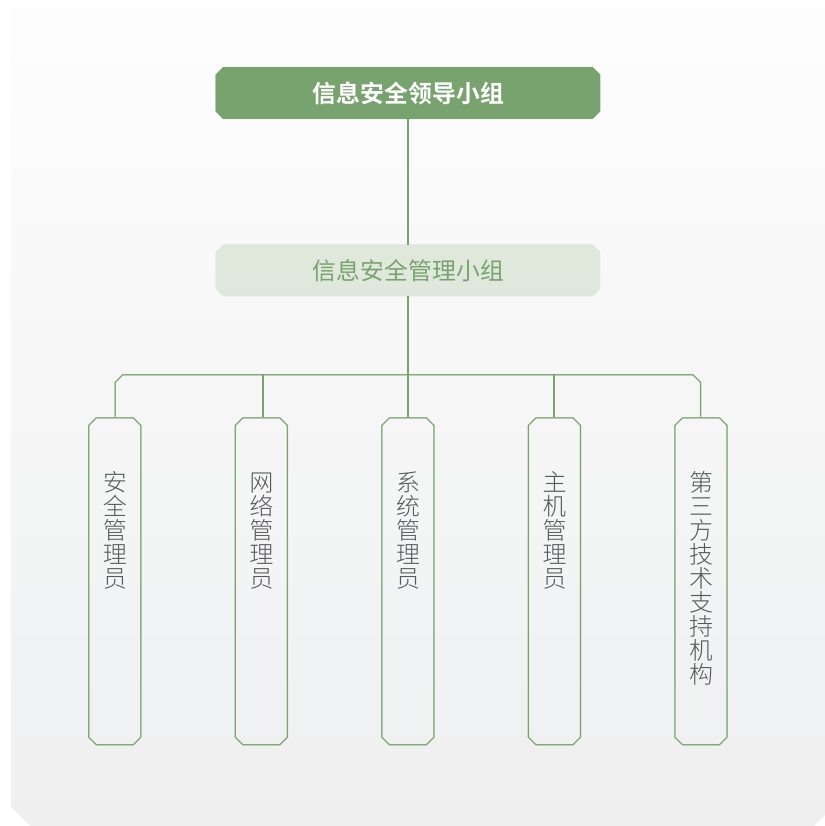 信息安全领导小组
信息安全管理小组
安全管理员
网络管理员
系统管理员
主机管理员
第三方技术支持机构